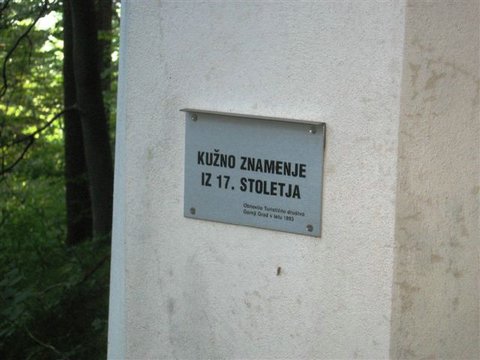 KUŽNO ZNAMENJE
IZ 17. STOLETJA
Obnovilo Turistično društvo
Gornji Grad v letu 1993